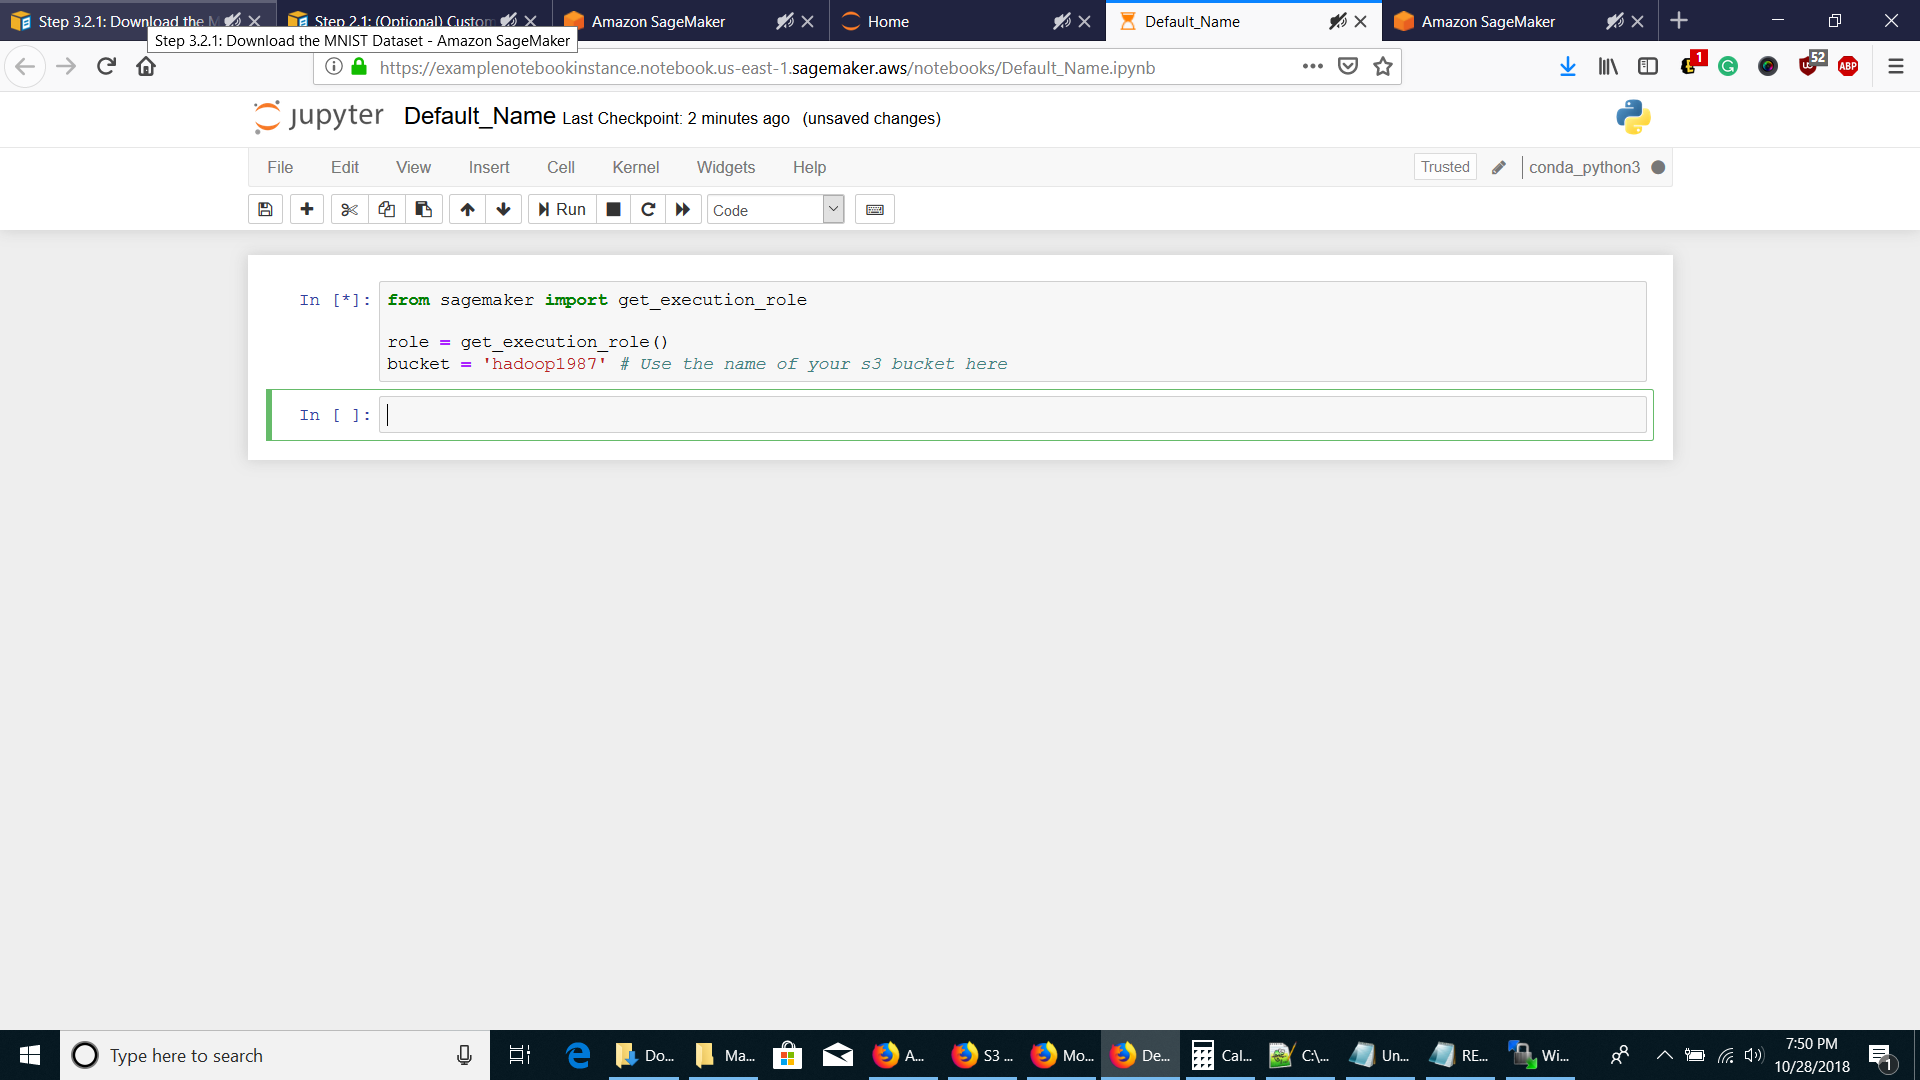 Step 3.2.1: Download the M
Step 2.1: (Optional) Custom
Amazon SageMaker
Home
Default_Name
Amazon SageMaker
Step 3.2.1: Download the MNIST Dataset - Amazon SageMaker
https://examplenotebookinstance.notebook.us-east-1.sagemaker.aws/notebooks/Default_Name.ipynb
1
52
ABP
jupyter Default_Name Last Checkpoint: 2 minutes ago (unsaved changes)
File Edit View Insert Cell Kernel Widgets Help Trusted conda_python3
Run Code
In [*]: from sagemaker import get_execution_role
role = get_execution_role()
bucket = 'hadoop1987' # Use the name of your s3 bucket here
In [ ]:
Type here to search
Do...
Ma...
A...
S3 ...
Mo...
De...
Cal...
C:\...
Un...
RE...
Wi...
7:50 PM
10/28/2018
1